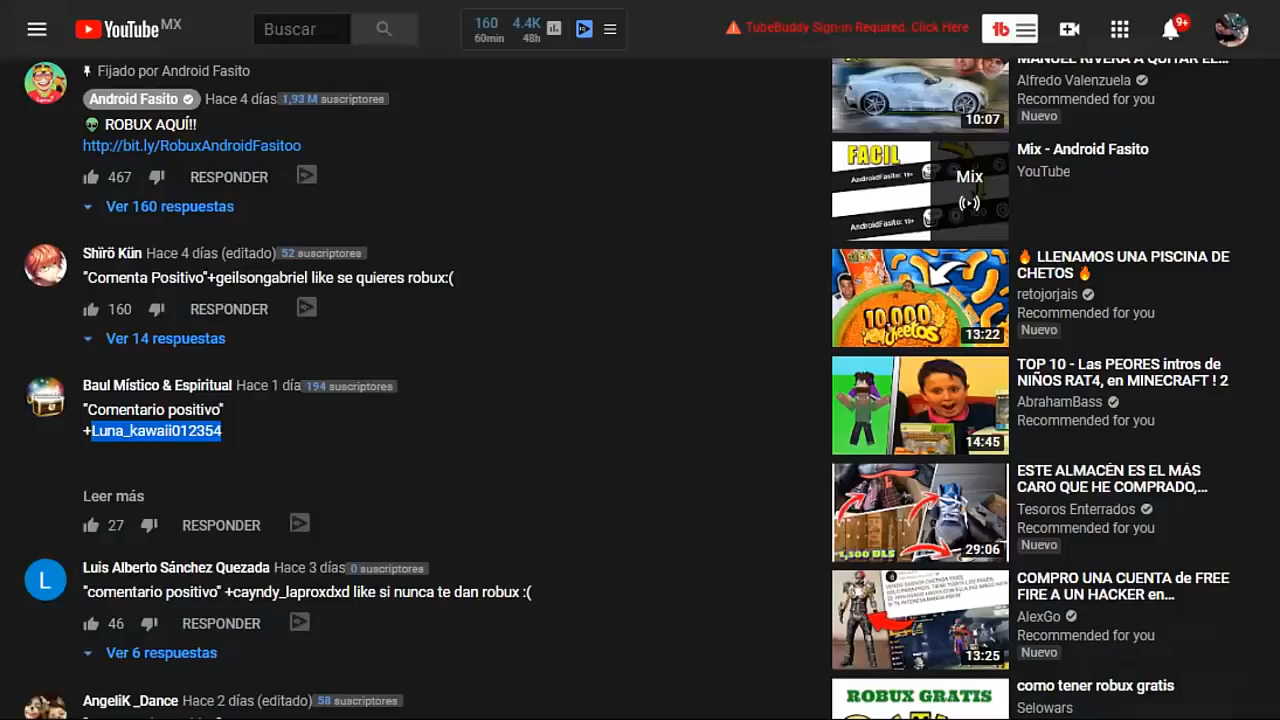 YouTube MX
Buscar
160 4.4K
60min 48h
TubeBuddy Sign-in Required. Click Here
tb
9+
Fijado por Android Fasito
Android Fasito Hace 4 días 1,93 M suscriptores
ROBUX AQUÍ!!
http://bit.ly/RobuxAndroidFasitoo
467 RESPONDER
Ver 160 respuestas
Shïrö Kün Hace 4 días (editado) 52 suscriptores
"Comenta Positivo"+geilsongabriel like se quieres robux:(
160 RESPONDER
Ver 14 respuestas
Baul Místico & Espiritual Hace 1 día 194 suscriptores
"Comentario positivo"
+Luna_kawaii012354
Leer más
27 RESPONDER
L
Luis Alberto Sánchez Quezada Hace 3 días 0 suscriptores
46 RESPONDER
Ver 6 respuestas
AngeliK _Dance Hace 2 días (editado) 58 suscriptores
MANUEL RIVERA A QUITAR EL...
Alfredo Valenzuela
Recommended for you
Nuevo
10:07
FACIL
AndroidFasito: 13+
AndroidFasito: 13+
Mix
Mix - Android Fasito
YouTube
10,000
Cheetos
13:22
LLENAMOS UNA PISCINA DE
CHETOS
retojorjais
Recommended for you
Nuevo
14:45
TOP 10 - Las PEORES intros de
NIÑOS RAT4, en MINECRAFT ! 2
AbrahamBass
Recommended for you
1,500 DLS
29:06
ESTE ALMACÉN ES EL MÁS
CARO QUE HE COMPRADO,...
Tesoros Enterrados
Recommended for you
Nuevo
13:25
COMPRO UNA CUENTA de FREE
FIRE A UN HACKER en...
AlexGo
Recommended for you
Nuevo
ROBUX GRATIS
como tener robux gratis
Selowars